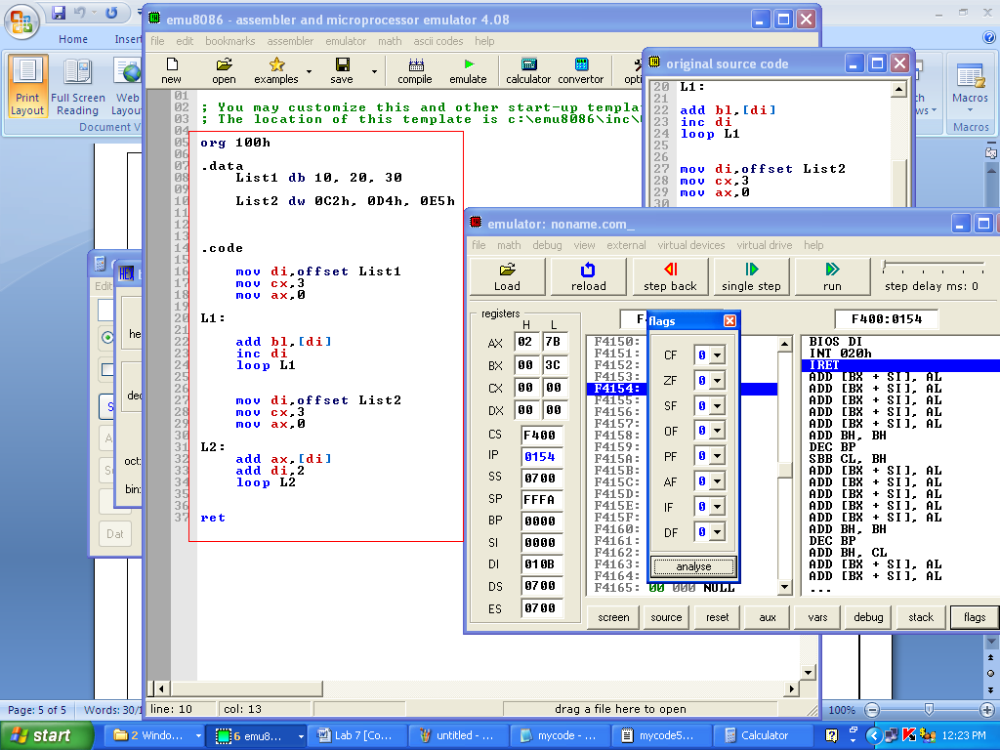 emu8086 - assembler and microprocessor emulator 4.08
file edit bookmarks assembler emulator math ascii codes help
Home Insert
new open examples save compile emulate calculator convertor
Print Layout
Full Screen Reading
Web
Document V
Macros
Macros
01
02 ; You may customize this and other start-up templa
03 ; The location of this template is c:\emu8086\inc\
04
05 org 100h
06
07 .data
08 List1 db 10, 20, 30
09
10 List2 dw 0C2h, 0D4h, 0E5h
11
12
13
14 .code
15
16 mov di,offset List1
17 mov cx,3
18 mov ax,0
19
20 L1:
21
22 add bl,[di]
23 inc di
24 loop L1
25
26
27 mov di,offset List2
28 mov cx,3
29 mov ax,0
30
31 L2:
32 add ax,[di]
33 add di,2
34 loop L2
35
36
37 ret
original source code
20 L1:
21
22 add bl,[di]
23 inc di
24 loop L1
25
26
27 mov di,offset List2
28 mov cx,3
29 mov ax,0
30
emulator: noname.com_
file math debug view external virtual devices virtual drive help
Load reload step back single step run step delay ms: 0
registers
H L
AX 02 7B
BX 00 3C
CX 00 00
DX 00 00
CS F400
IP 0154
SS 0700
SP FFFA
BP 0000
SI 0000
DI 010B
DS 0700
ES 0700
F4150:
F4151:
F4152:
F4153:
F4154:
F4155:
F4156:
F4157:
F4158:
F4159:
F415A:
F415B:
F415C:
F415D:
F415E:
F415F:
F4160:
F4161:
F4162:
F4163:
F4164:
F4165: 00 000 NULL
flags
CF 0
ZF 0
SF 0
OF 0
PF 0
AF 0
IF 0
DF 0
analyse
F400:0154
BIOS DI
INT 020h
IRET
ADD [BX + SI], AL
ADD [BX + SI], AL
ADD [BX + SI], AL
ADD [BX + SI], AL
ADD [BX + SI], AL
ADD BH, BH
DEC BP
SBB CL, BH
ADD [BX + SI], AL
ADD [BX + SI], AL
ADD [BX + SI], AL
ADD [BX + SI], AL
ADD [BX + SI], AL
ADD BH, BH
DEC BP
ADD BH, CL
ADD [BX + SI], AL
ADD [BX + SI], AL
...
screen source reset aux vars debug stack flags
Edit
HEX
he
dec
oct:
bin:
Dat
line: 10 col: 13 drag a file here to open
Page: 5 of 5 Words: 30/1
100%
start 2 Windo... 6 emu8... Lab 7 [Co... untitled - ... mycode - ... mycode5... Calculator 12:23 PM